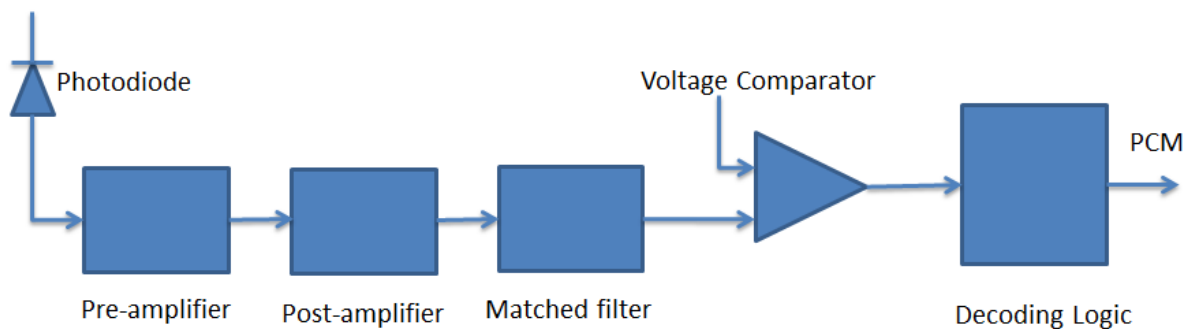 Photodiode
Voltage Comparator
PCM
Pre-amplifier
Post-amplifier
Matched filter
Decoding Logic